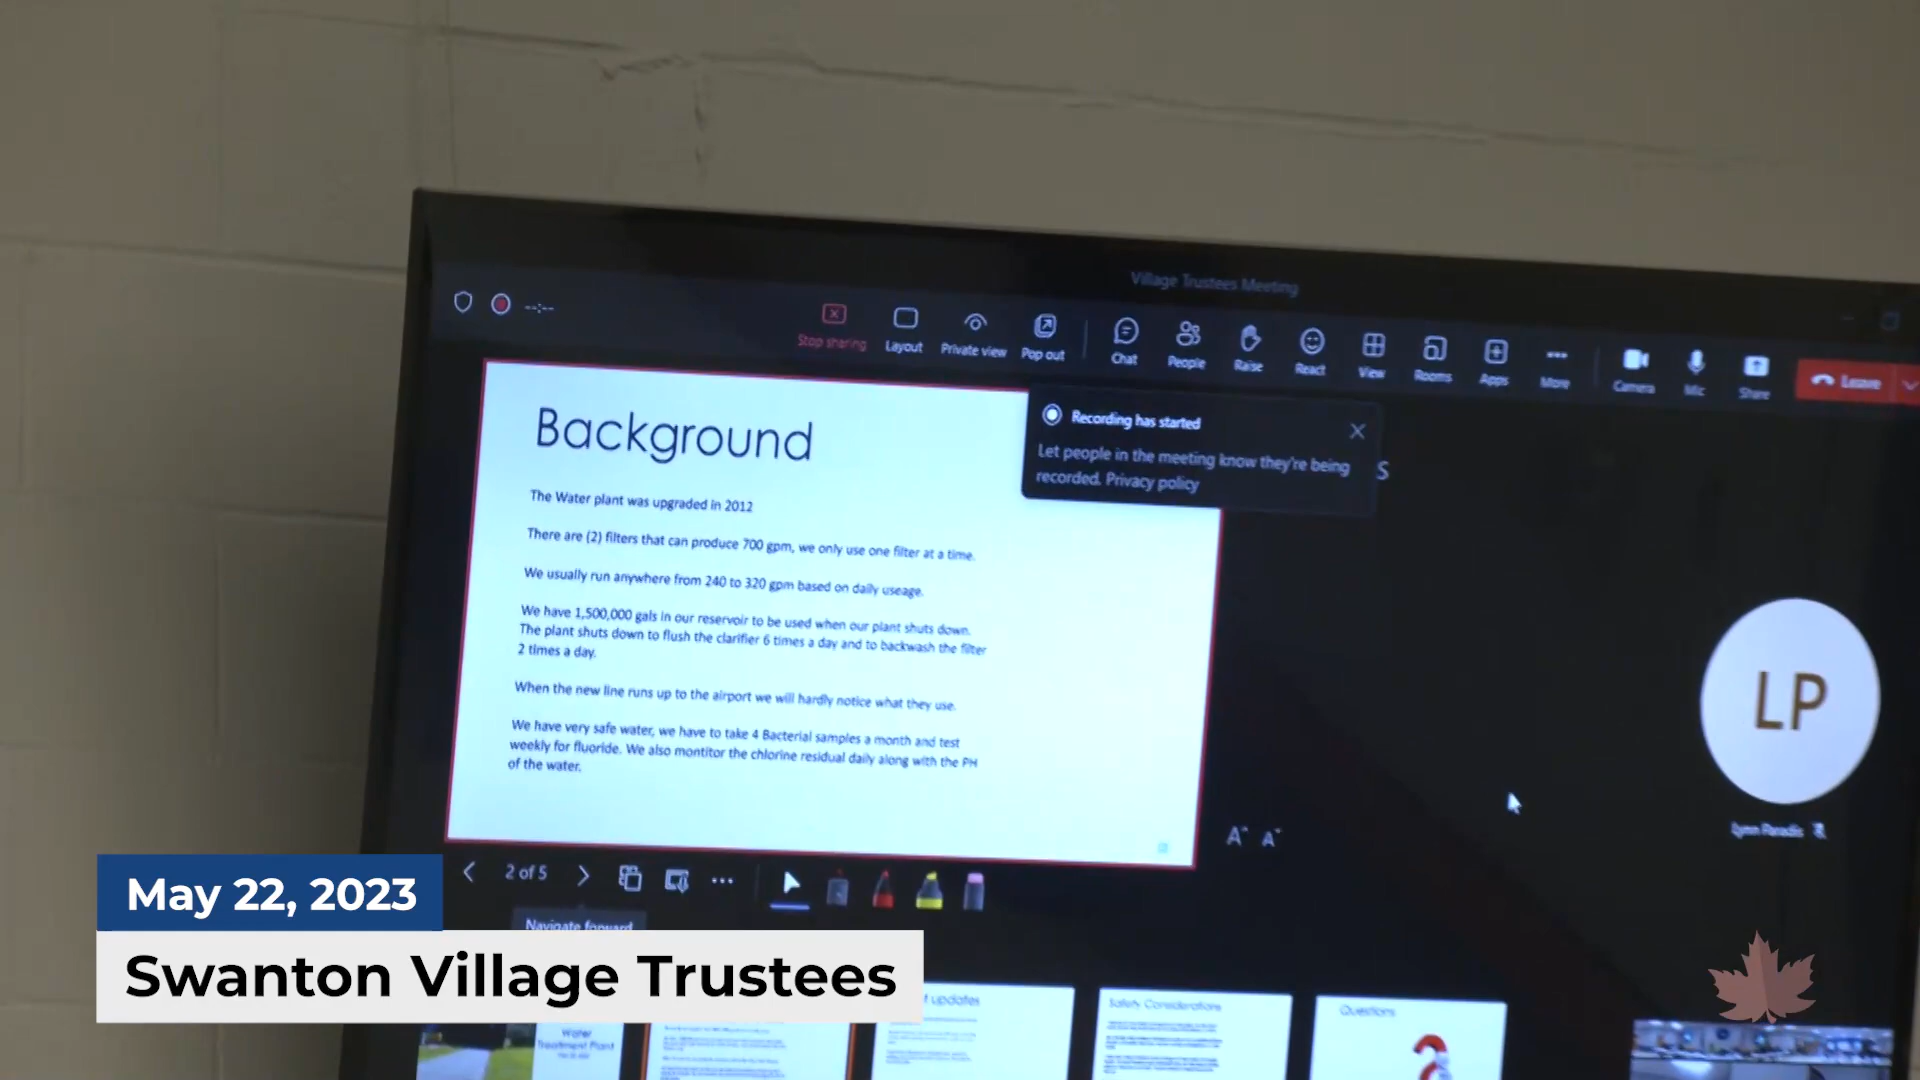 Village Trustees Meeting
--:--
Stop sharing
Layout
Private view
Pop out
Chat
People
Raise
React
View
Rooms
Apps
More
Camera
Mic
Share
Leave
Recording has started
Let people in the meeting know they're being
recorded. Privacy policy
S
Background
The Water plant was upgraded in 2012
There are (2) filters that can produce 700 gpm, we only use one filter at a time.
We usually run anywhere from 240 to 320 gpm based on daily useage.
We have 1,500,000 gals in our reservoir to be used when our plant shuts down.
The plant shuts down to flush the clarifier 6 times a day and to backwash the filter
2 times a day.
When the new line runs up to the airport we will hardly notice what they use.
We have very safe water, we have to take 4 Bacterial samples a month and test
weekly for fluoride. We also montitor the chlorine residual daily along with the PH
of the water.
LP
Lynn Paradis
A A
2 of 5
Navigate forward
May 22, 2023
Swanton Village Trustees
Water
Treatment Plant
updates
Safety Considerations
Questions